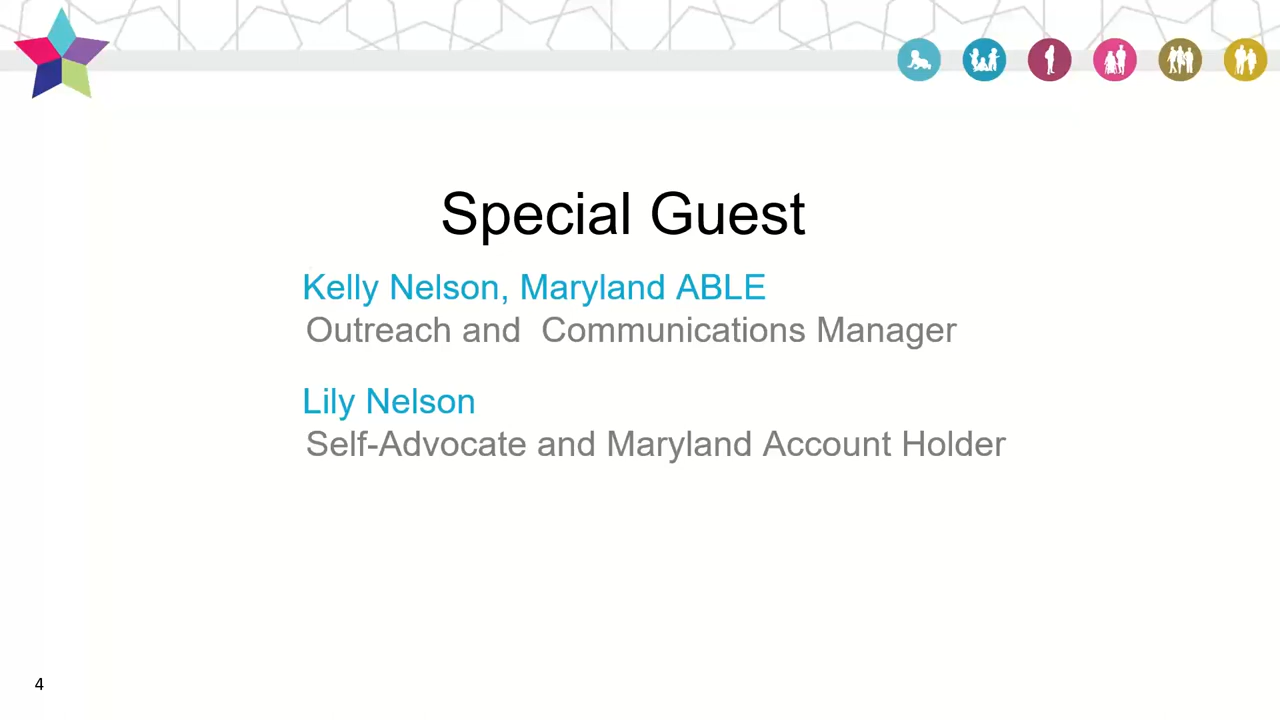 Special Guest
Kelly Nelson, Maryland ABLE
Outreach and  Communications Manager
Lily Nelson
Self-Advocate and Maryland Account Holder
4